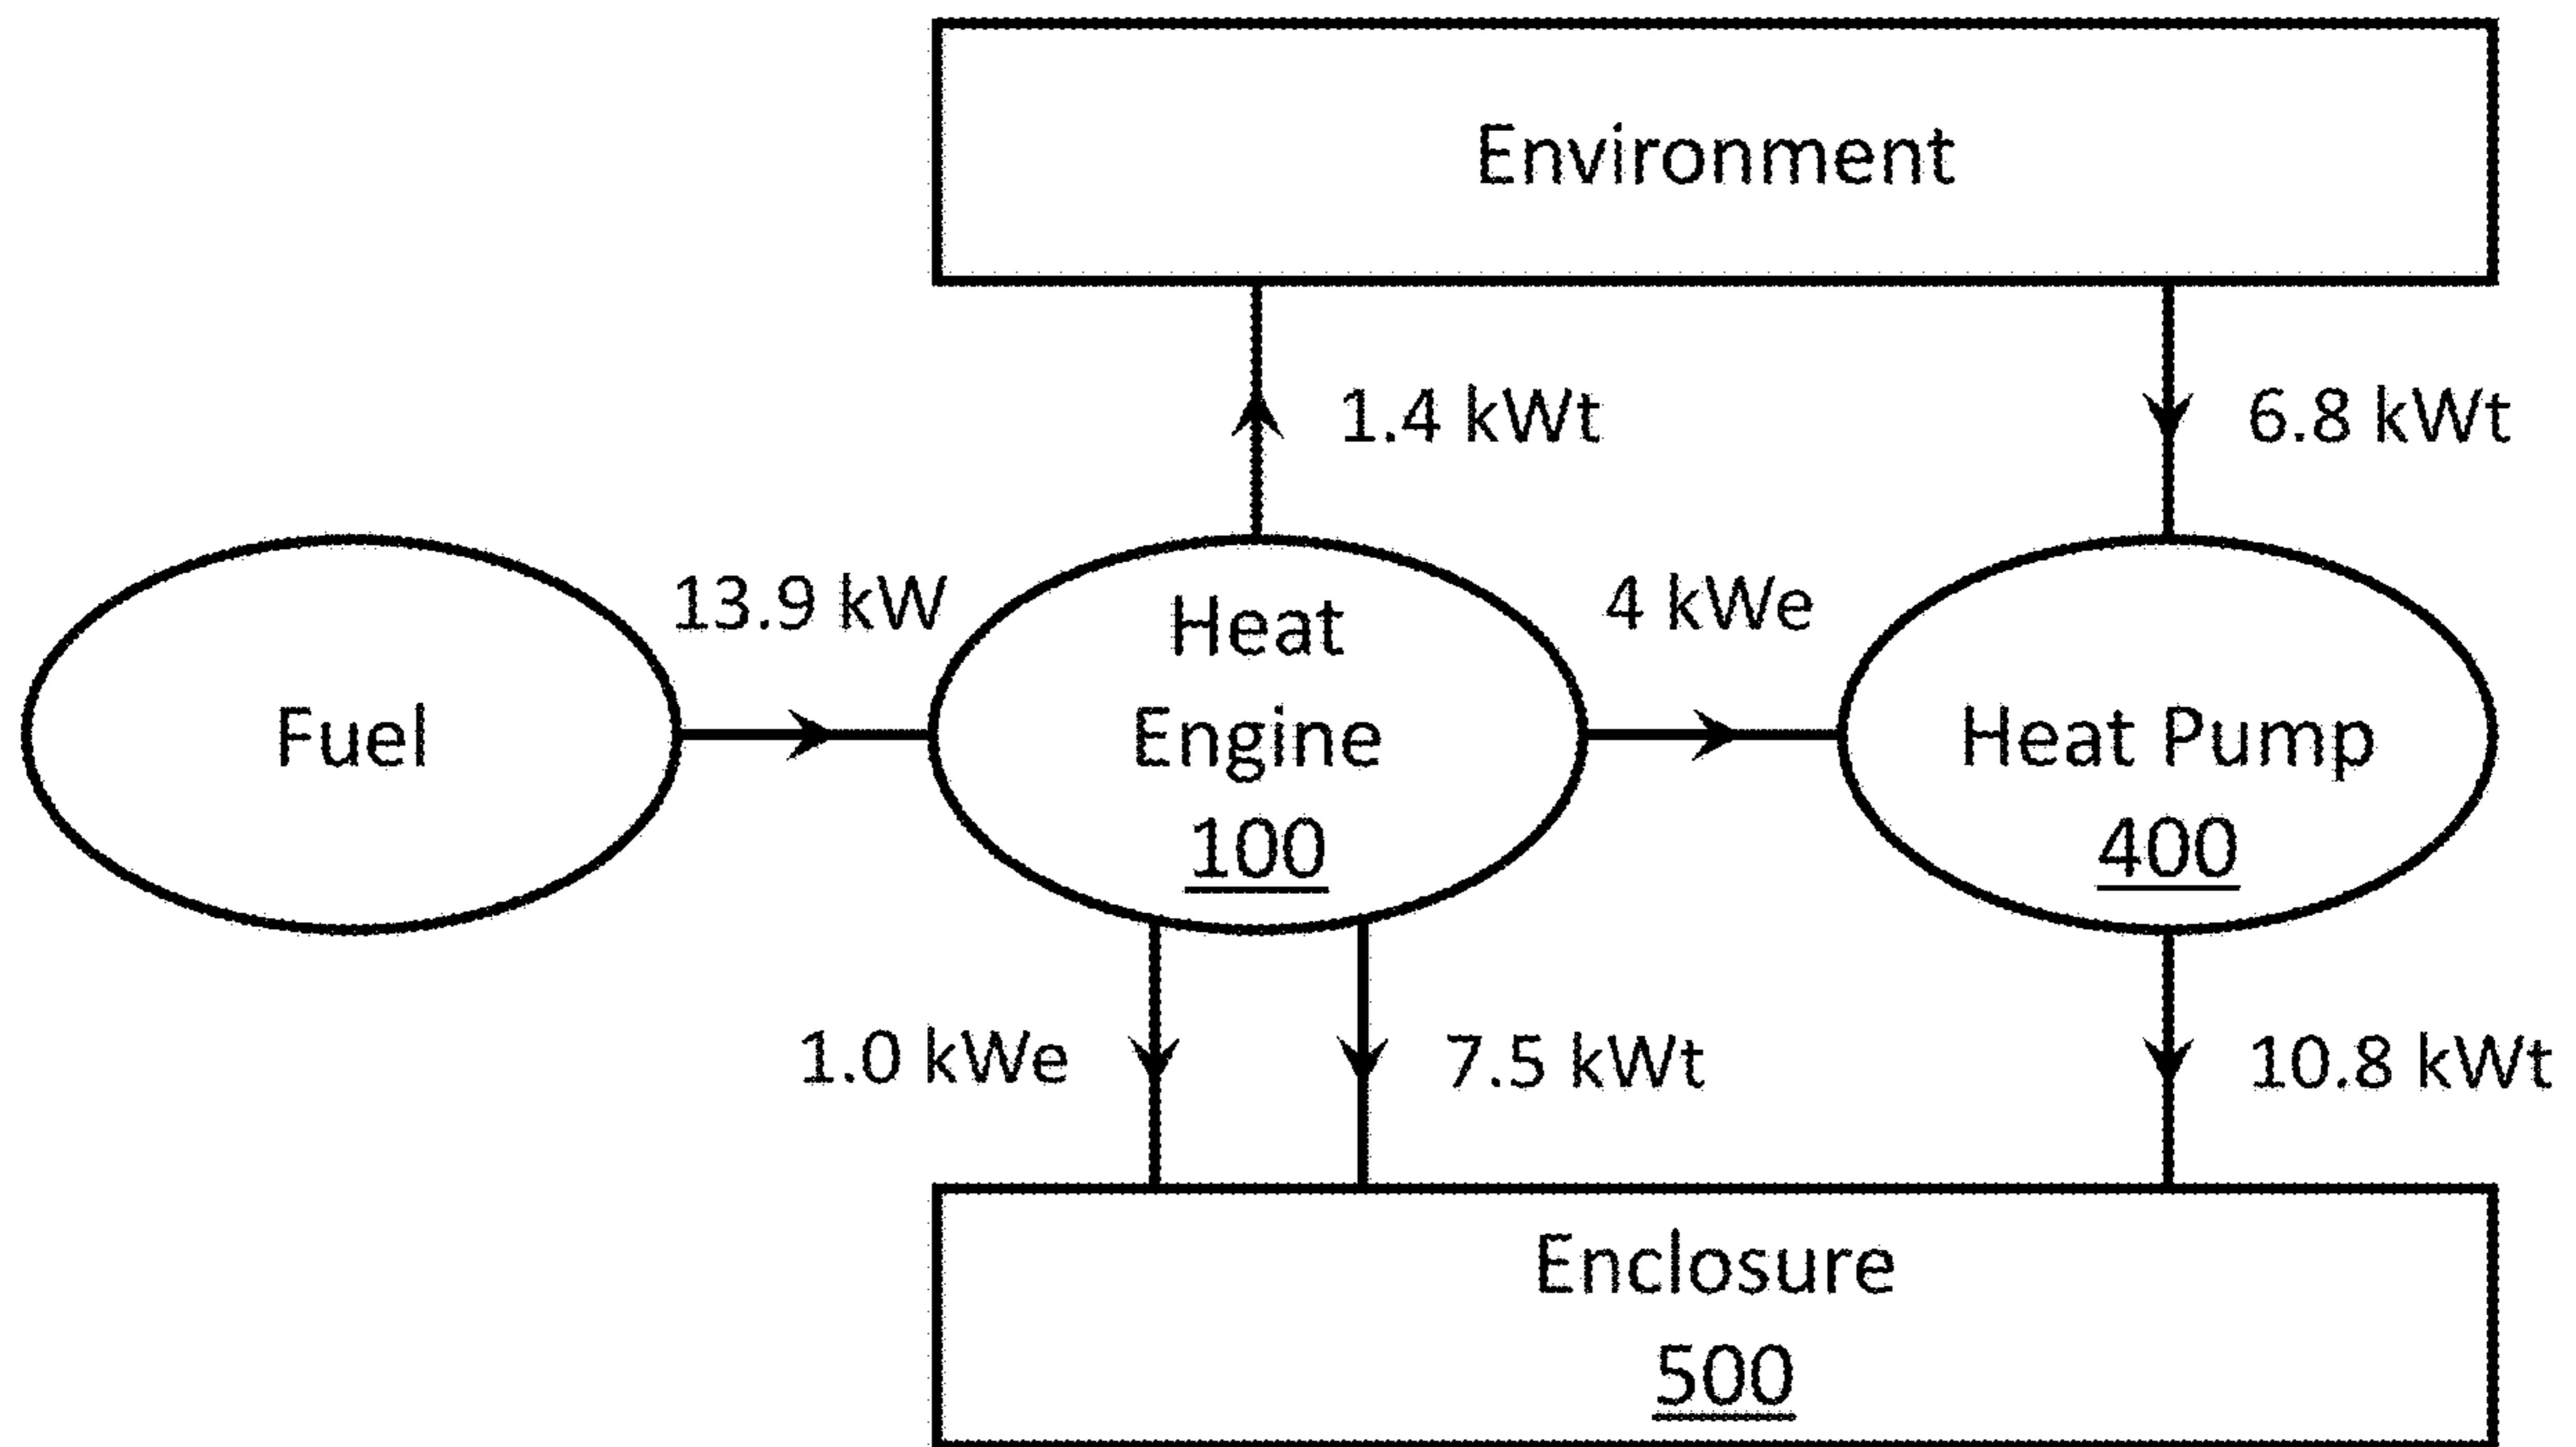 Environment
1.4 kWt
6.8 kWt
13.9 kW
4 kWe
Fuel
Heat
Engine
100
Heat Pump
400
1.0 kWe
7.5 kWt
10.8 kWt
Enclosure
500